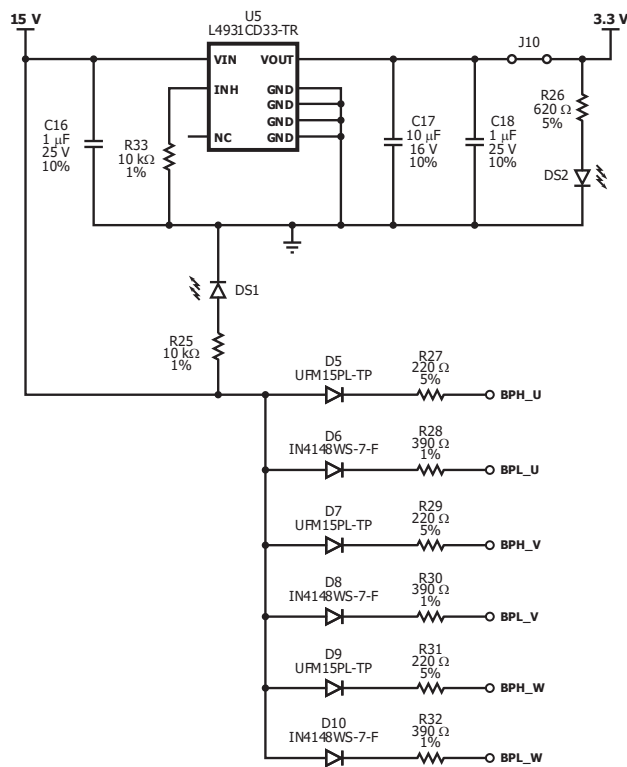 15 V
U5
L4931CD33-TR
3.3 V
J10
VIN
VOUT
INH
GND
GND
GND
GND
NC
C16
1 μF
25 V
10%
R33
10 kΩ
1%
C17
10 μF
16 V
10%
C18
1 μF
25 V
10%
R26
620 Ω
5%
DS2
DS1
R25
10 kΩ
1%
D5
UFM15PL-TP
R27
220 Ω
5%
BPH_U
D6
IN4148WS-7-F
R28
390 Ω
1%
BPL_U
D7
UFM15PL-TP
R29
220 Ω
5%
BPH_V
D8
IN4148WS-7-F
R30
390 Ω
1%
BPL_V
D9
UFM15PL-TP
R31
220 Ω
5%
BPH_W
D10
IN4148WS-7-F
R32
390 Ω
1%
BPL_W